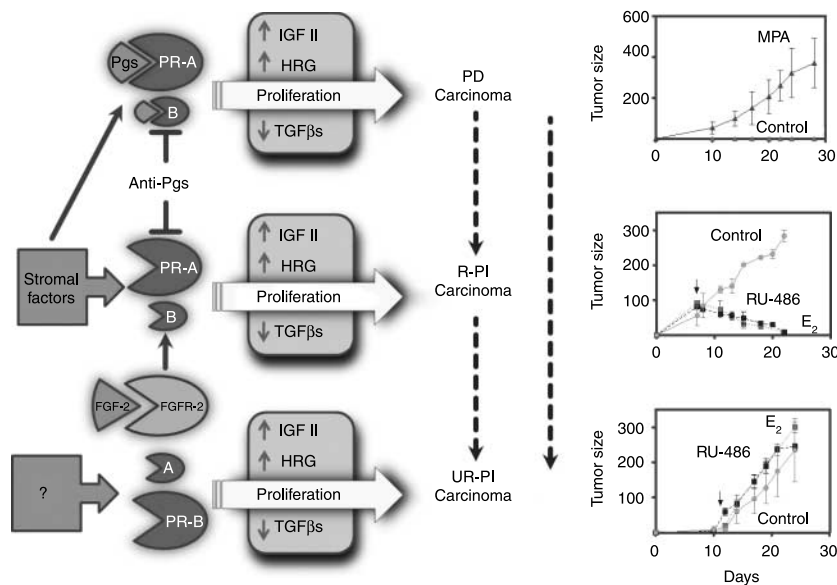 Pgs
PR-A
B
IGF II
HRG
Proliferation
TGFβs
PD
Carcinoma
Anti-Pgs
Stromal
factors
PR-A
B
IGF II
HRG
Proliferation
TGFβs
R-PI
Carcinoma
FGF-2
FGFR-2
?
A
PR-B
IGF II
HRG
Proliferation
TGFβs
UR-PI
Carcinoma
Tumor size
600
400
200
MPA
Control
0
10
20
30
Tumor size
300
200
100
Control
RU-486
E2
0
10
20
30
Tumor size
300
200
100
E2
RU-486
Control
0
10
20
30
Days